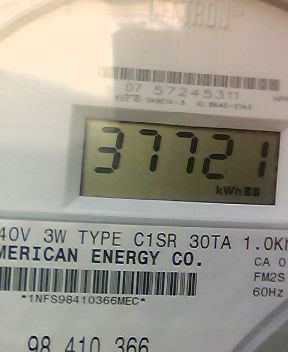 CENTRON®
07 57245311
37721
kWh
40V 3W TYPE C1SR 30TA 1.0K
MERICAN ENERGY CO.
CA 0
FM2S
60Hz
*1NFS98410366MEC*
98 410 366